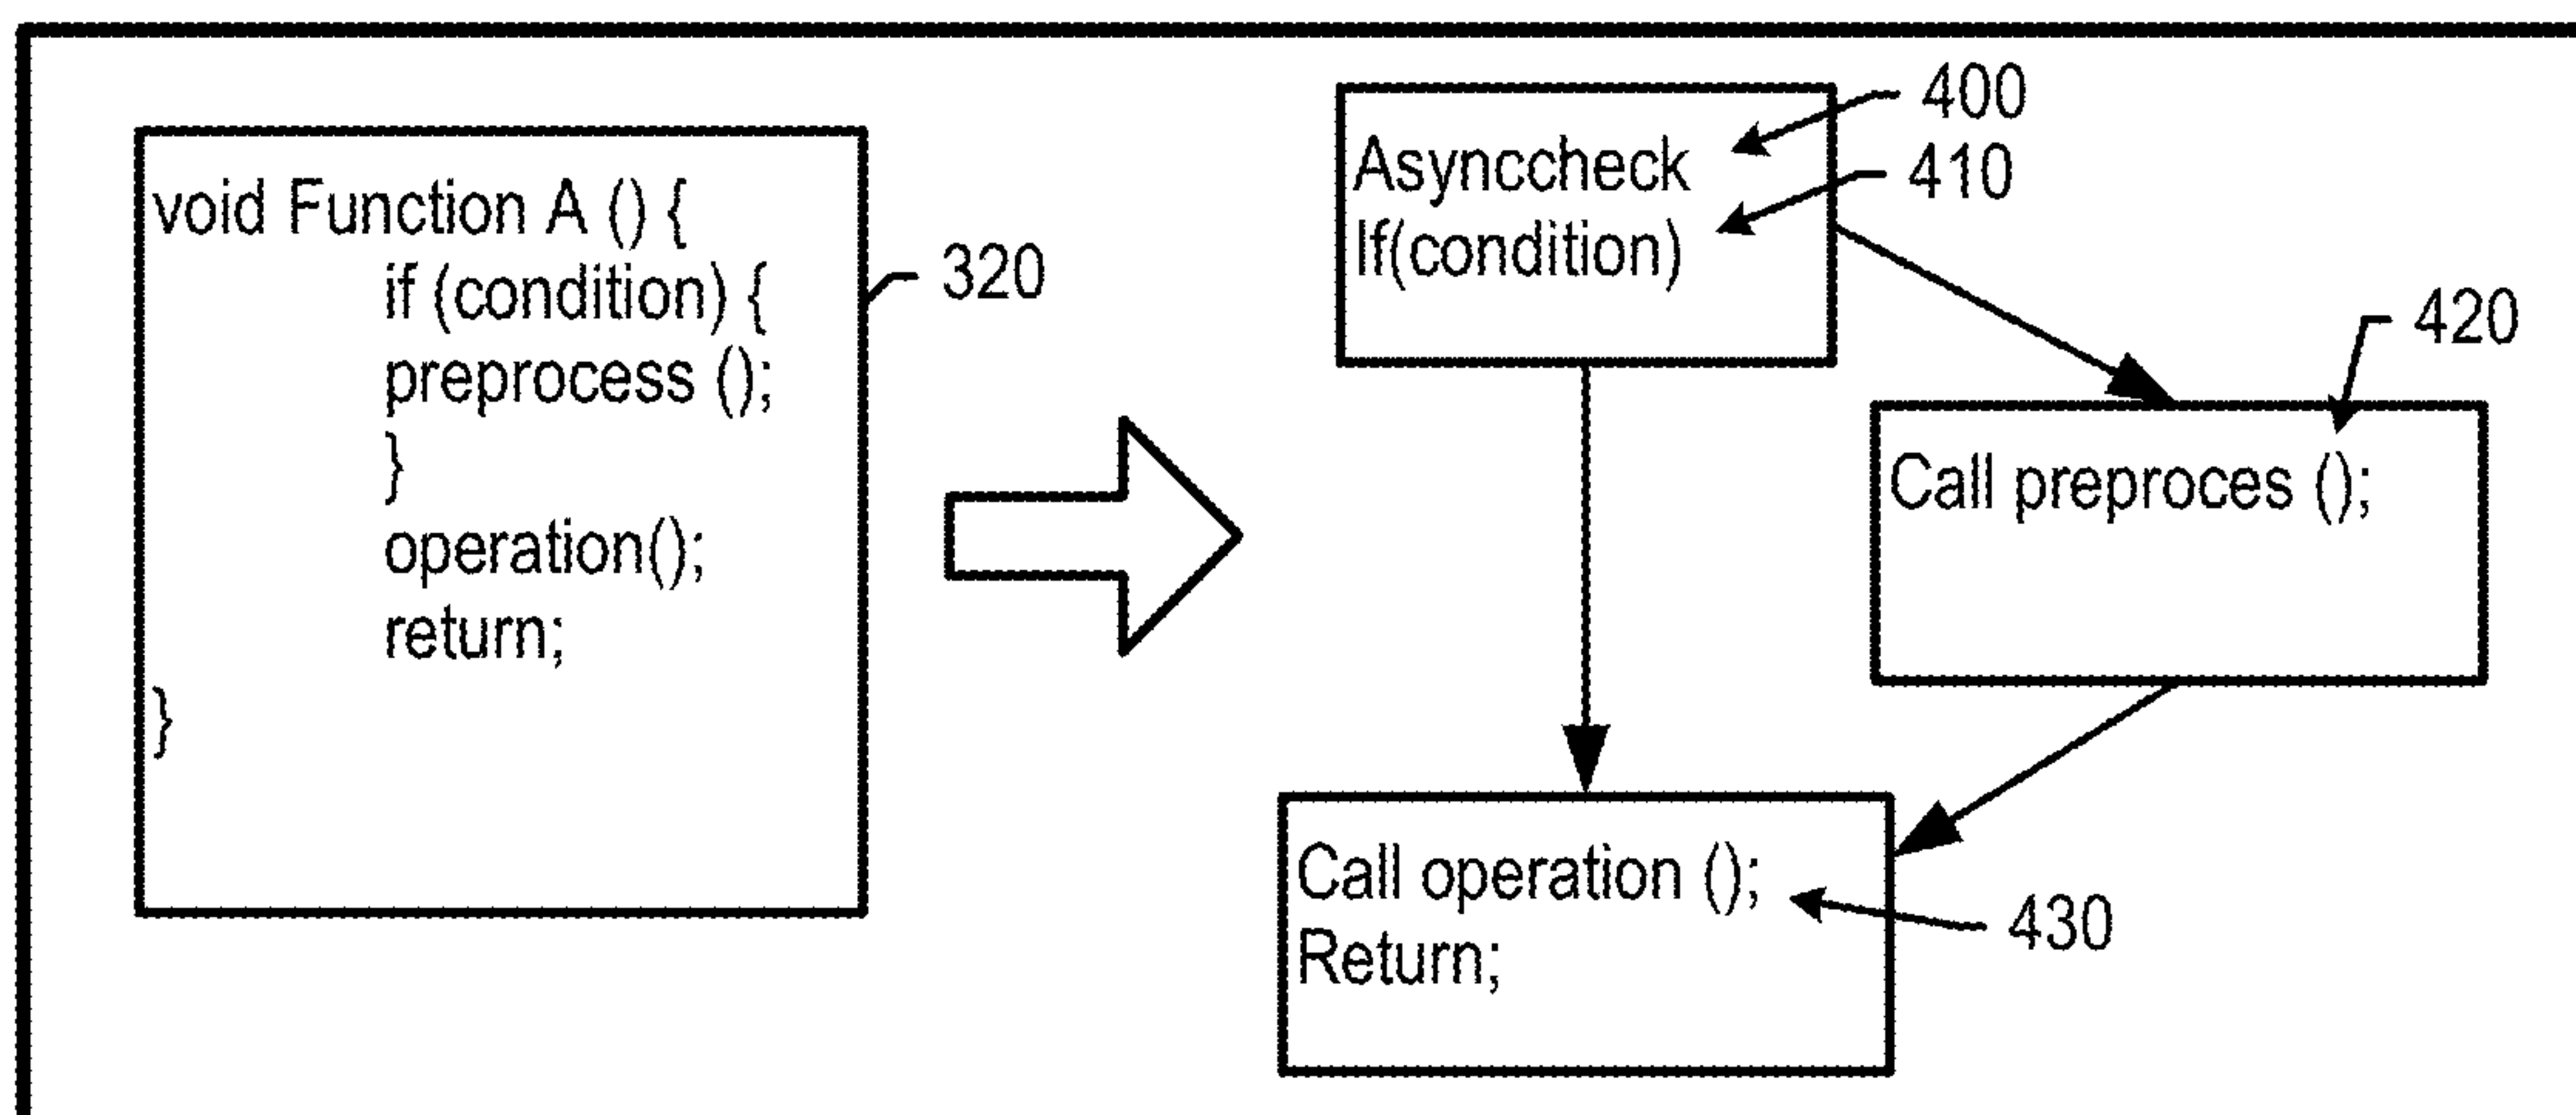 void Function A () {
if (condition) {
preprocess ();
}
operation();
return;
}
320
400
Asynccheck
410
If(condition)
420
Call preproces ();
Call operation ();
430
Return;